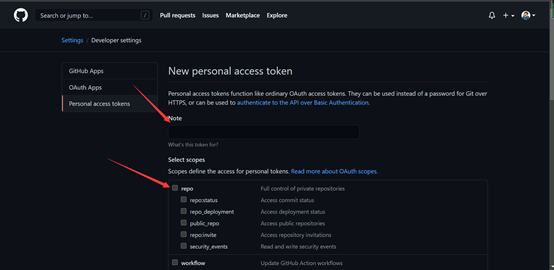 Search or jump to... /
Pull requests Issues Marketplace Explore
Settings / Developer settings
GitHub Apps
OAuth Apps
Personal access tokens
New personal access token
Personal access tokens function like ordinary OAuth access tokens. They can be used instead of a password for Git over
HTTPS, or can be used to authenticate to the API over Basic Authentication.
Note
What's this token for?
Select scopes
Scopes define the access for personal tokens. Read more about OAuth scopes.
repo Full control of private repositories
repo:status Access commit status
repo_deployment Access deployment status
public_repo Access public repositories
repo:invite Access repository invitations
security_events Read and write security events
workflow Update GitHub Action workflows